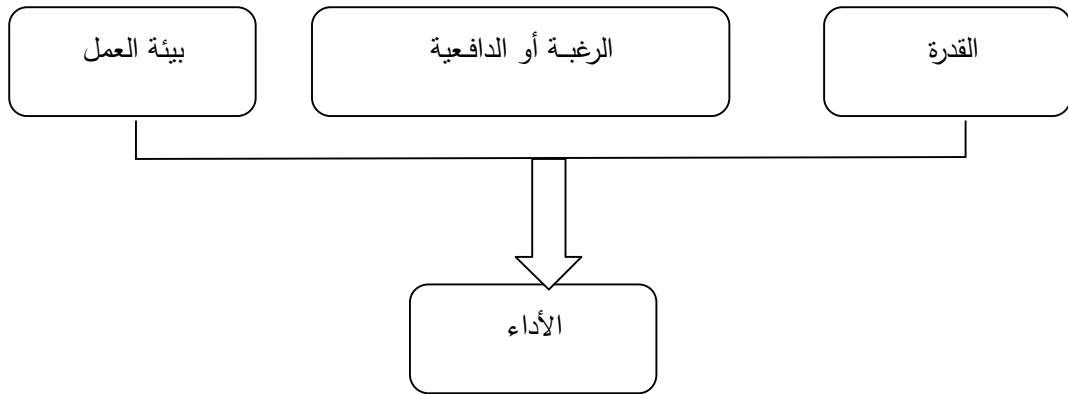 القدرة
الرغبة أو الدافعية
بيئة العمل
الأداء